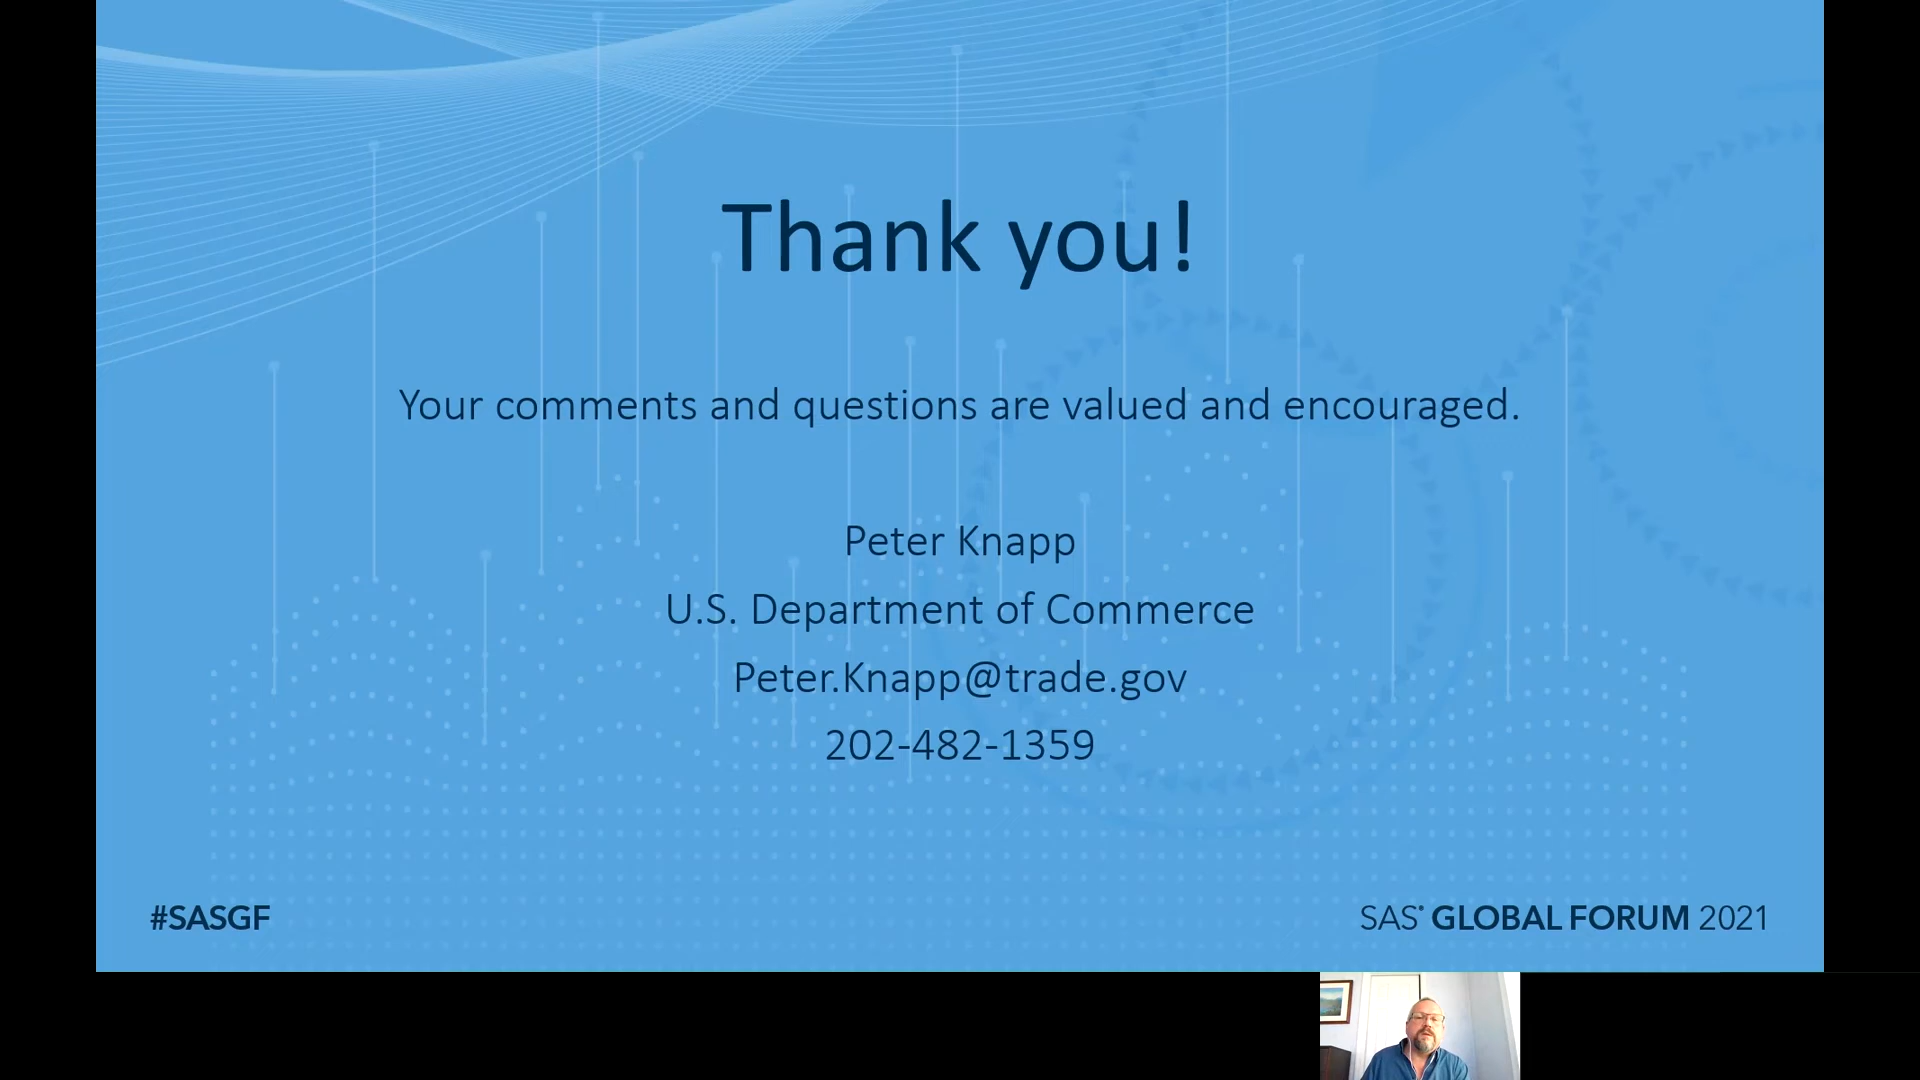 Thank you!
Your comments and questions are valued and encouraged.
Peter Knapp
U.S. Department of Commerce
Peter.Knapp@trade.gov
202-482-1359
#SASGF
SAS® GLOBAL FORUM 2021